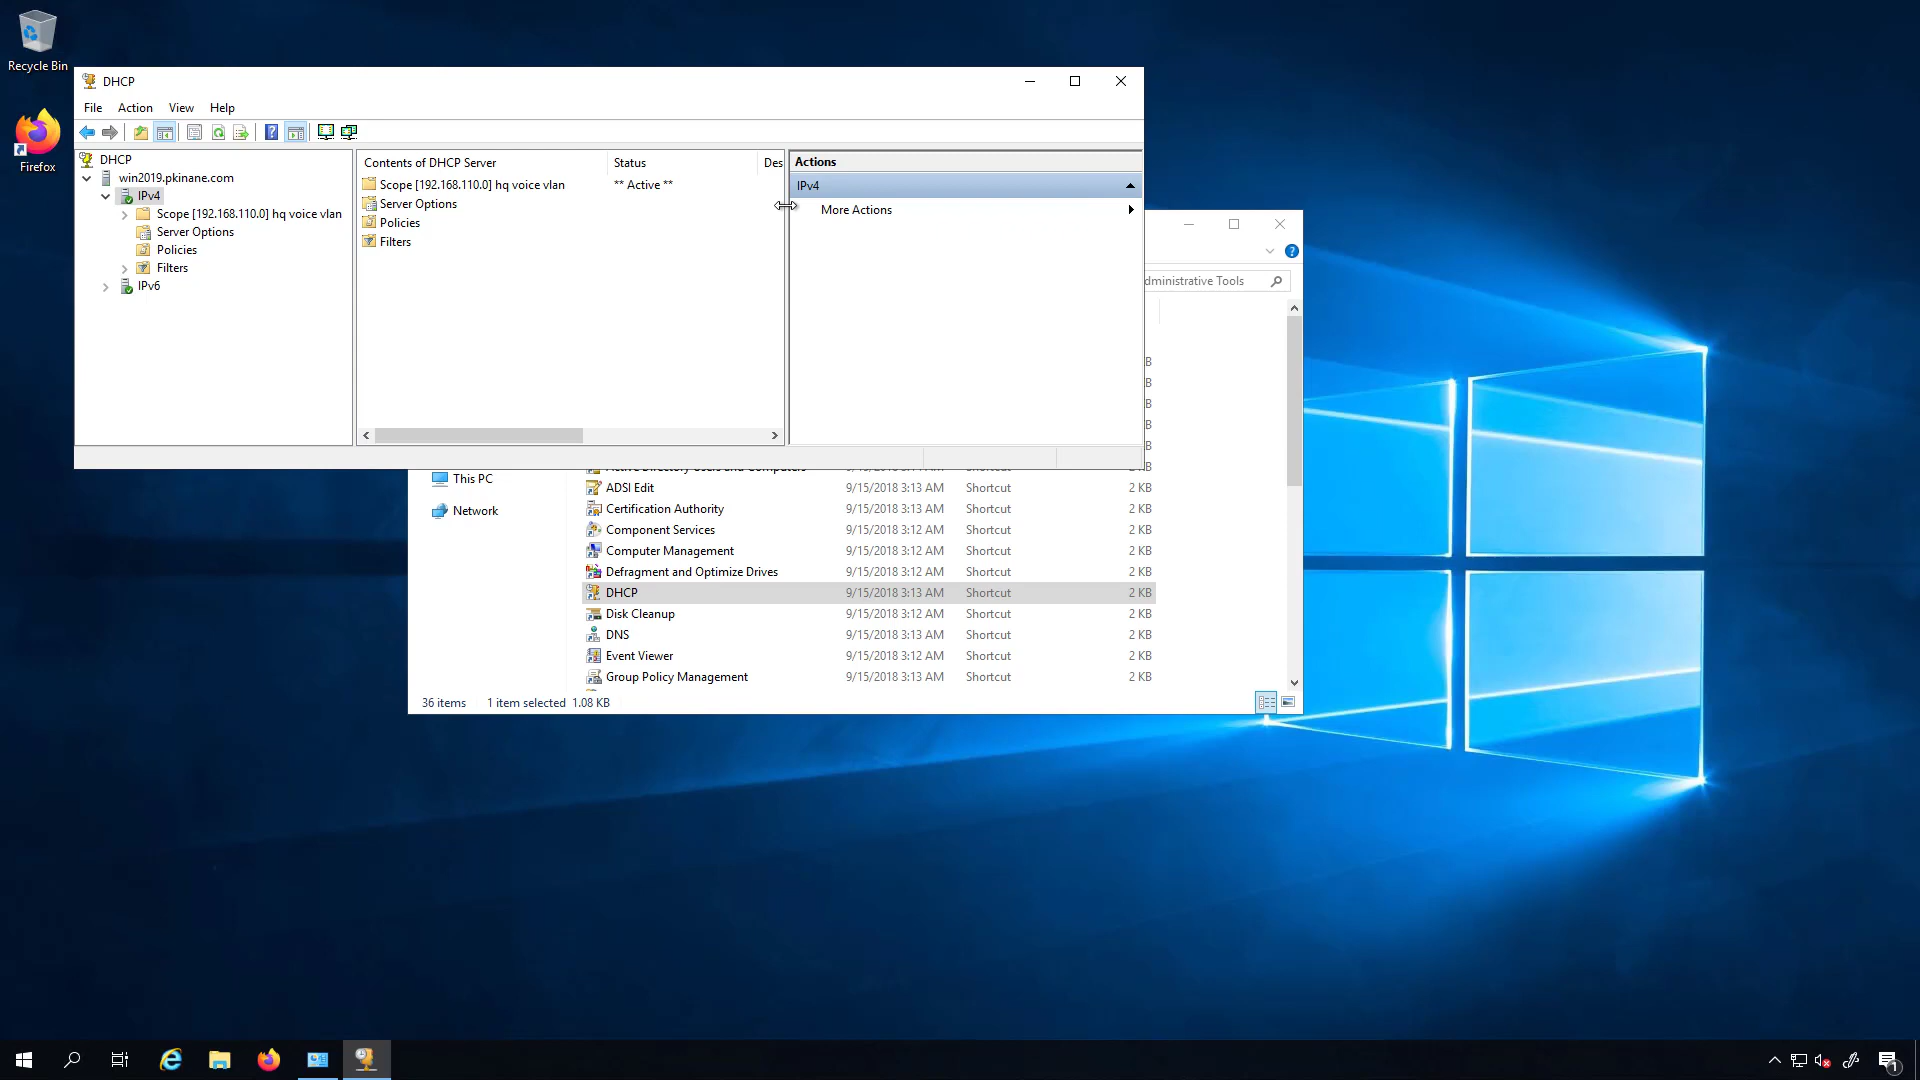 Recycle Bin
Firefox
DHCP
File Action View Help
DHCP
win2019.pkinane.com
IPv4
Scope [192.168.110.0] hq voice vlan
Server Options
Policies
Filters
IPv6
Contents of DHCP Server Status Des
Scope [192.168.110.0] hq voice vlan ** Active **
Server Options
Policies
Filters
Actions
IPv4
More Actions
dministrative Tools
B
B
B
B
B
This PC
Network
ADSI Edit 9/15/2018 3:13 AM Shortcut 2 KB
Certification Authority 9/15/2018 3:13 AM Shortcut 2 KB
Component Services 9/15/2018 3:12 AM Shortcut 2 KB
Computer Management 9/15/2018 3:12 AM Shortcut 2 KB
Defragment and Optimize Drives 9/15/2018 3:12 AM Shortcut 2 KB
DHCP 9/15/2018 3:13 AM Shortcut 2 KB
Disk Cleanup 9/15/2018 3:12 AM Shortcut 2 KB
DNS 9/15/2018 3:13 AM Shortcut 2 KB
Event Viewer 9/15/2018 3:12 AM Shortcut 2 KB
Group Policy Management 9/15/2018 3:13 AM Shortcut 2 KB
36 items 1 item selected 1.08 KB
1